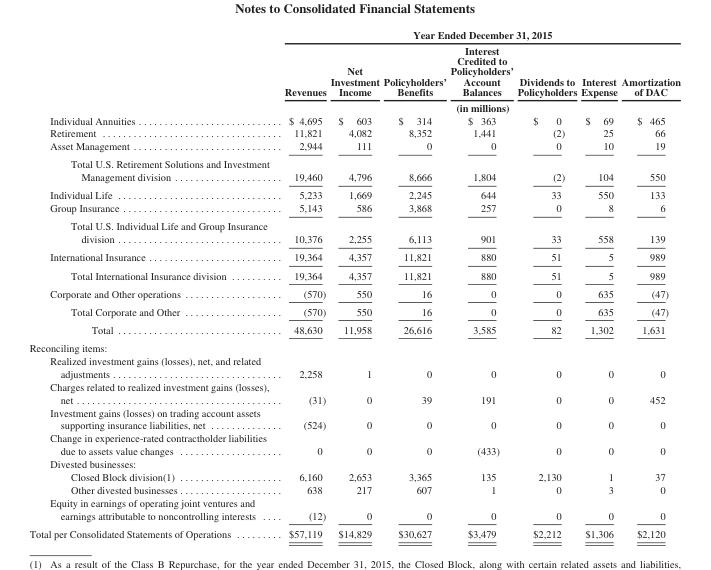 Notes to Consolidated Financial Statements
Year Ended December 31, 2015
Revenues Net Investment Income Policyholders' Benefits Interest Credited to Policyholders' Account Balances Dividends to Policyholders Interest Expense Amortization of DAC
(in millions)
Individual Annuities $ 4,695 $ 603 $ 314 $ 363 $ 0 $ 69 $ 465
Retirement 11,821 4,082 8,352 1,441 (2) 25 66
Asset Management 2,944 111 0 0 0 10 19
Total U.S. Retirement Solutions and Investment
Management division 19,460 4,796 8,666 1,804 (2) 104 550
Individual Life 5,233 1,669 2,245 644 33 550 133
Group Insurance 5,143 586 3,868 257 0 8 6
Total U.S. Individual Life and Group Insurance
division 10,376 2,255 6,113 901 33 558 139
International Insurance 19,364 4,357 11,821 880 51 5 989
Total International Insurance division 19,364 4,357 11,821 880 51 5 989
Corporate and Other operations (570) 550 16 0 0 635 (47)
Total Corporate and Other (570) 550 16 0 0 635 (47)
Total 48,630 11,958 26,616 3,585 82 1,302 1,631
Reconciling items:
Realized investment gains (losses), net, and related
adjustments 2,258 1 0 0 0 0 0
Charges related to realized investment gains (losses),
net (31) 0 39 191 0 0 452
Investment gains (losses) on trading account assets
supporting insurance liabilities, net (524) 0 0 0 0 0 0
Change in experience-rated contractholder liabilities
due to assets value changes 0 0 0 (433) 0 0 0
Divested businesses:
Closed Block division(1) 6,160 2,653 3,365 135 2,130 1 37
Other divested businesses 638 217 607 1 0 3 0
Equity in earnings of operating joint ventures and
earnings attributable to noncontrolling interests (12) 0 0 0 0 0 0
Total per Consolidated Statements of Operations $57,119 $14,829 $30,627 $3,479 $2,212 $1,306 $2,120
(1) As a result of the Class B Repurchase, for the year ended December 31, 2015, the Closed Block, along with certain related assets and liabilities,